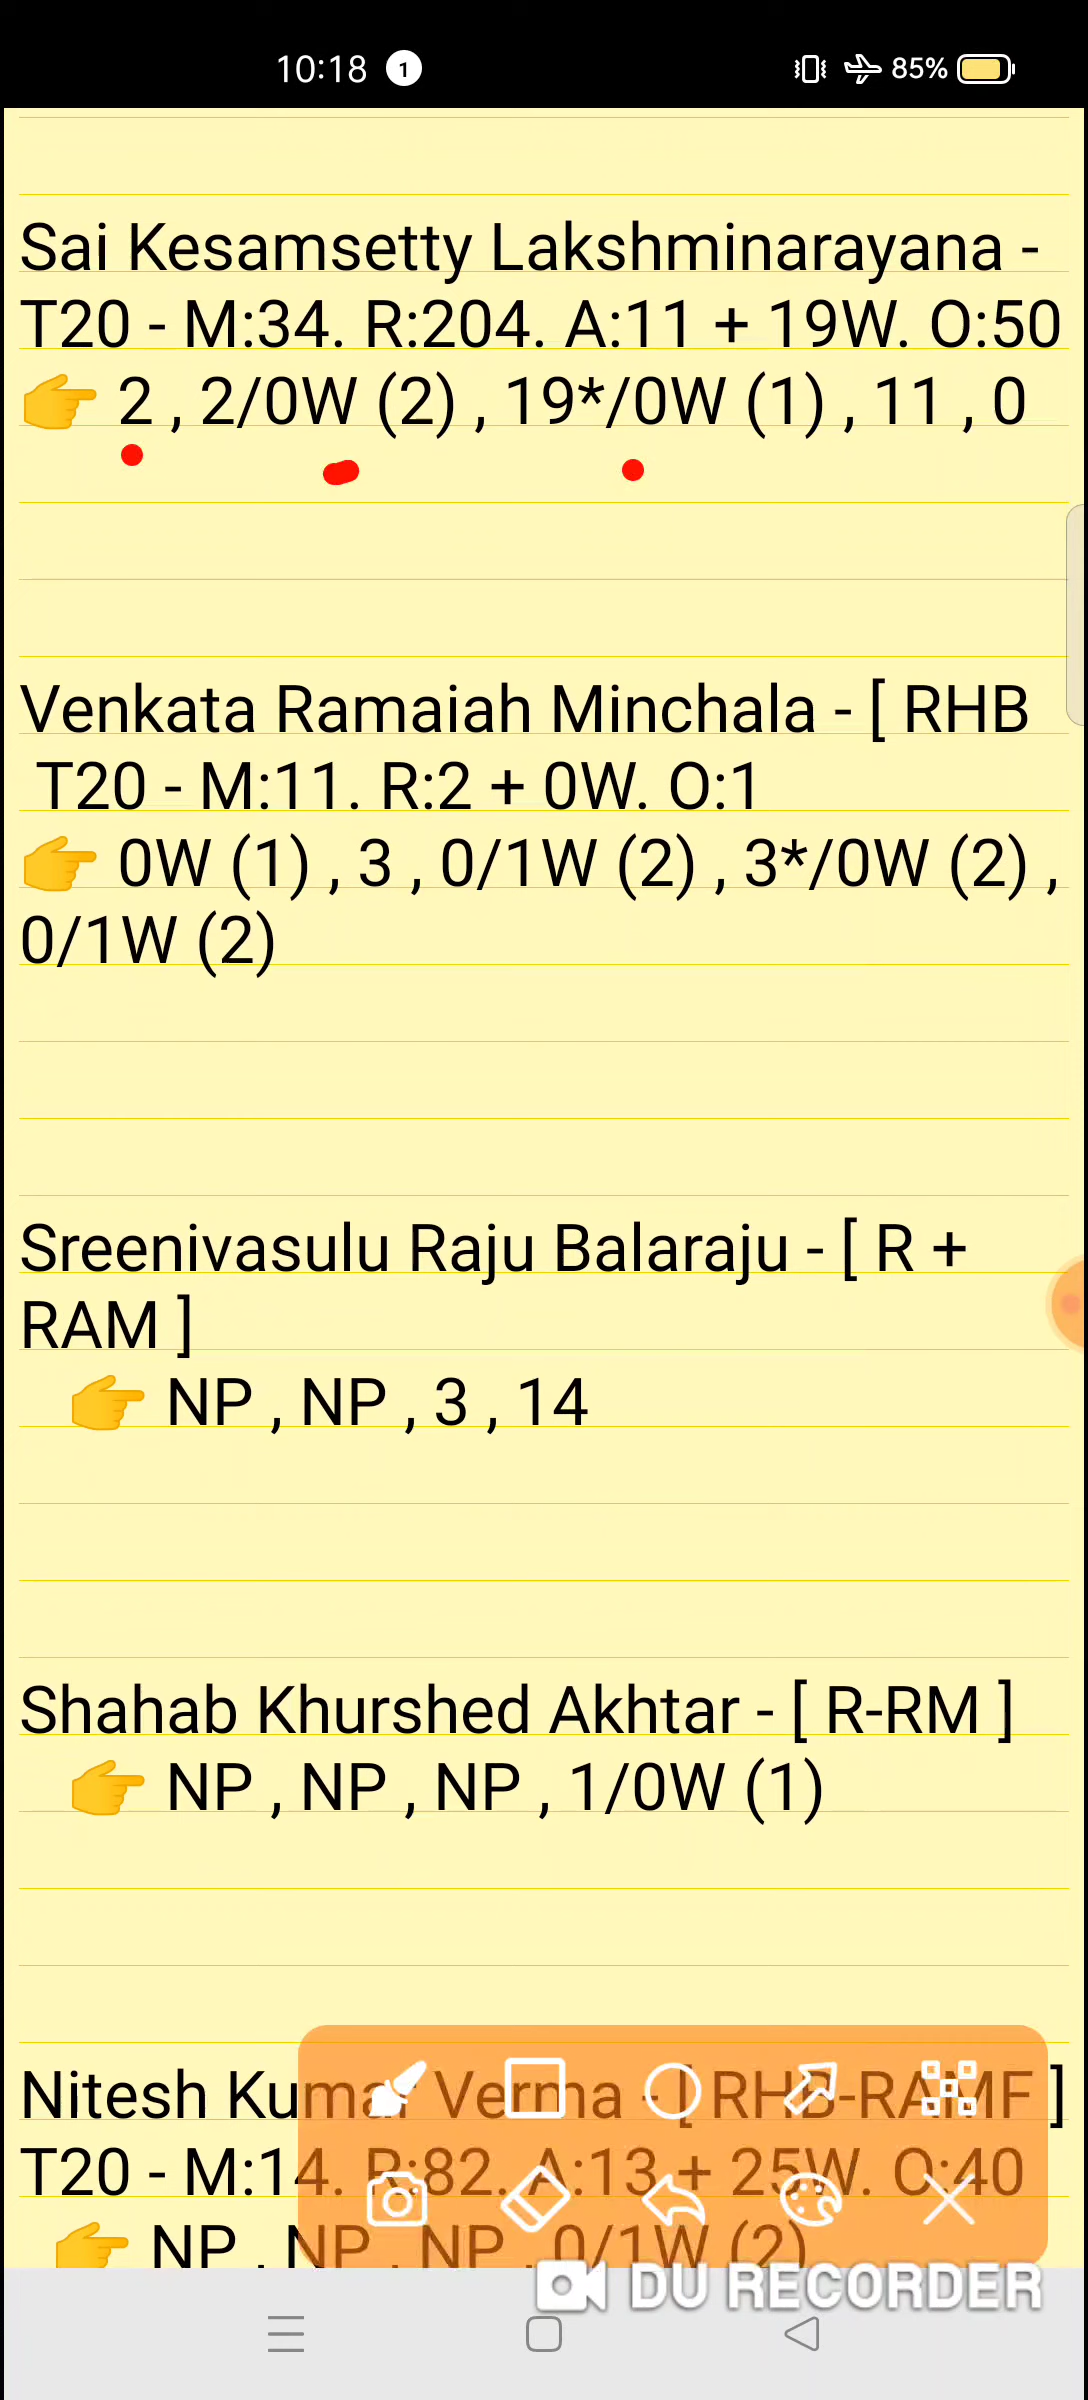 10:18 1 85%
Sai Kesamsetty Lakshminarayana -
T20 - M:34. R:204. A:11 + 19W. O:50
👉 2 , 2/0W (2) , 19*/0W (1) , 11 , 0
Venkata Ramaiah Minchala - [ RHB
T20 - M:11. R:2 + 0W. O:1
👉 0W (1) , 3 , 0/1W (2) , 3*/0W (2) ,
0/1W (2)
Sreenivasulu Raju Balaraju - [ R +
RAM ]
👉 NP , NP , 3 , 14
Shahab Khurshed Akhtar - [ R-RM ]
👉 NP , NP , NP , 1/0W (1)
Nitesh Kumar Verma - [ RHB-RAMF ]
T20 - M:14. R:82. A:13 + 25W. O:40
👉 NP , NP , NP , 0/1W (2)
DU RECORDER